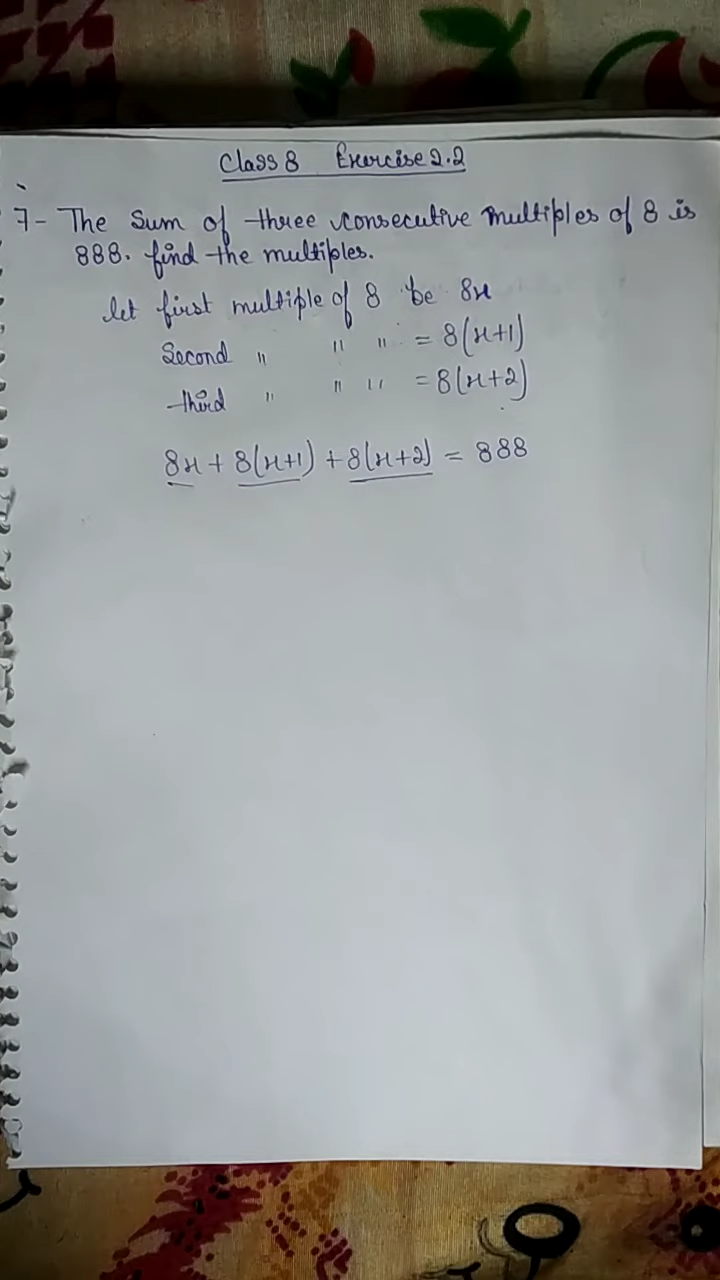 Class 8 Exercise 2.2
7- The Sum of three consecutive multiples of 8 is
888. find the multiples.
let first multiple of 8 be 8x
Second " " " = 8(x+1)
third " " " = 8(x+2)
8x + 8(x+1) + 8(x+2) = 888